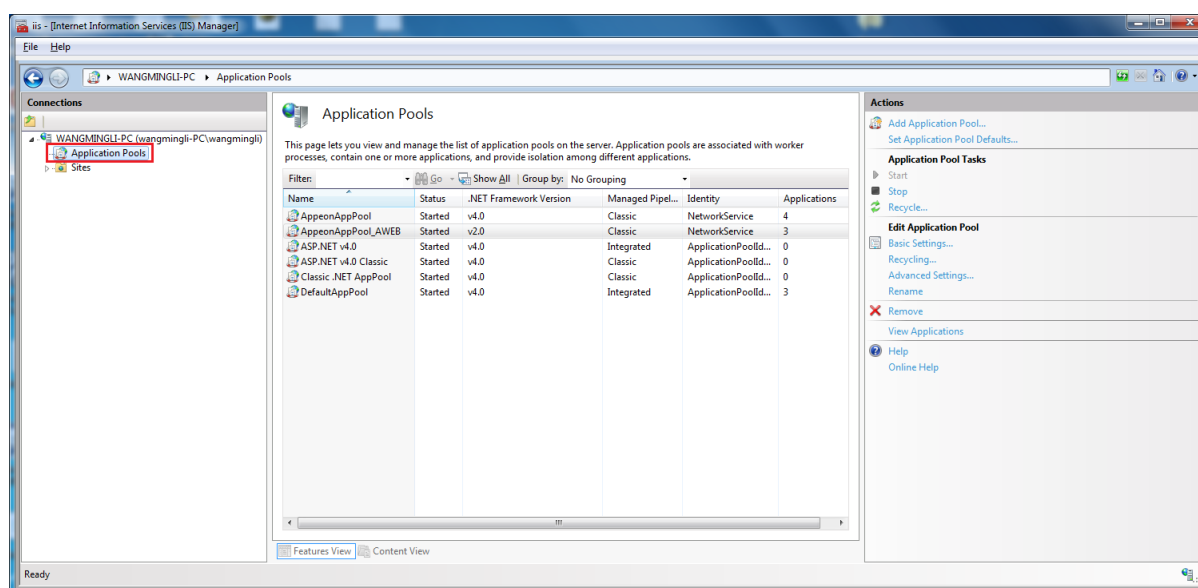 iis - [Internet Information Services (IIS) Manager]
File Help
WANGMINGLI-PC Application Pools
Connections
WANGMINGLI-PC (wangmingli-PC\wangmingli)
Application Pools
Sites
Application Pools
This page lets you view and manage the list of application pools on the server. Application pools are associated with worker
processes, contain one or more applications, and provide isolation among different applications.
Filter: Go Show All Group by: No Grouping
Name Status .NET Framework Version Managed Pipel... Identity Applications
AppeonAppPool Started v4.0 Classic NetworkService 4
AppeonAppPool_AWEB Started v2.0 Classic NetworkService 3
ASP.NET v4.0 Started v4.0 Integrated ApplicationPoolId... 0
ASP.NET v4.0 Classic Started v4.0 Classic ApplicationPoolId... 0
Classic .NET AppPool Started v4.0 Classic ApplicationPoolId... 0
DefaultAppPool Started v4.0 Integrated ApplicationPoolId... 3
Features View Content View
Actions
Add Application Pool...
Set Application Pool Defaults...
Application Pool Tasks
Start
Stop
Recycle...
Edit Application Pool
Basic Settings...
Recycling...
Advanced Settings...
Rename
Remove
View Applications
Help
Online Help
Ready